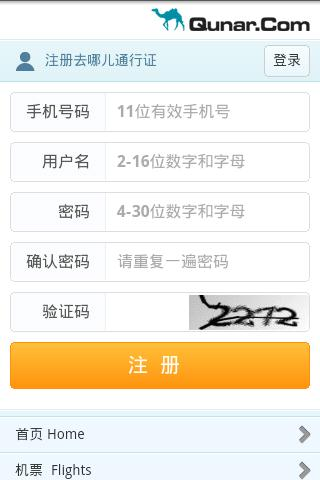 Qunar.Com
注册去哪儿通行证
登录
手机号码 11位有效手机号
用户名 2-16位数字和字母
密码 4-30位数字和字母
确认密码 请重复一遍密码
验证码 2272
注 册
首页 Home
机票 Flights